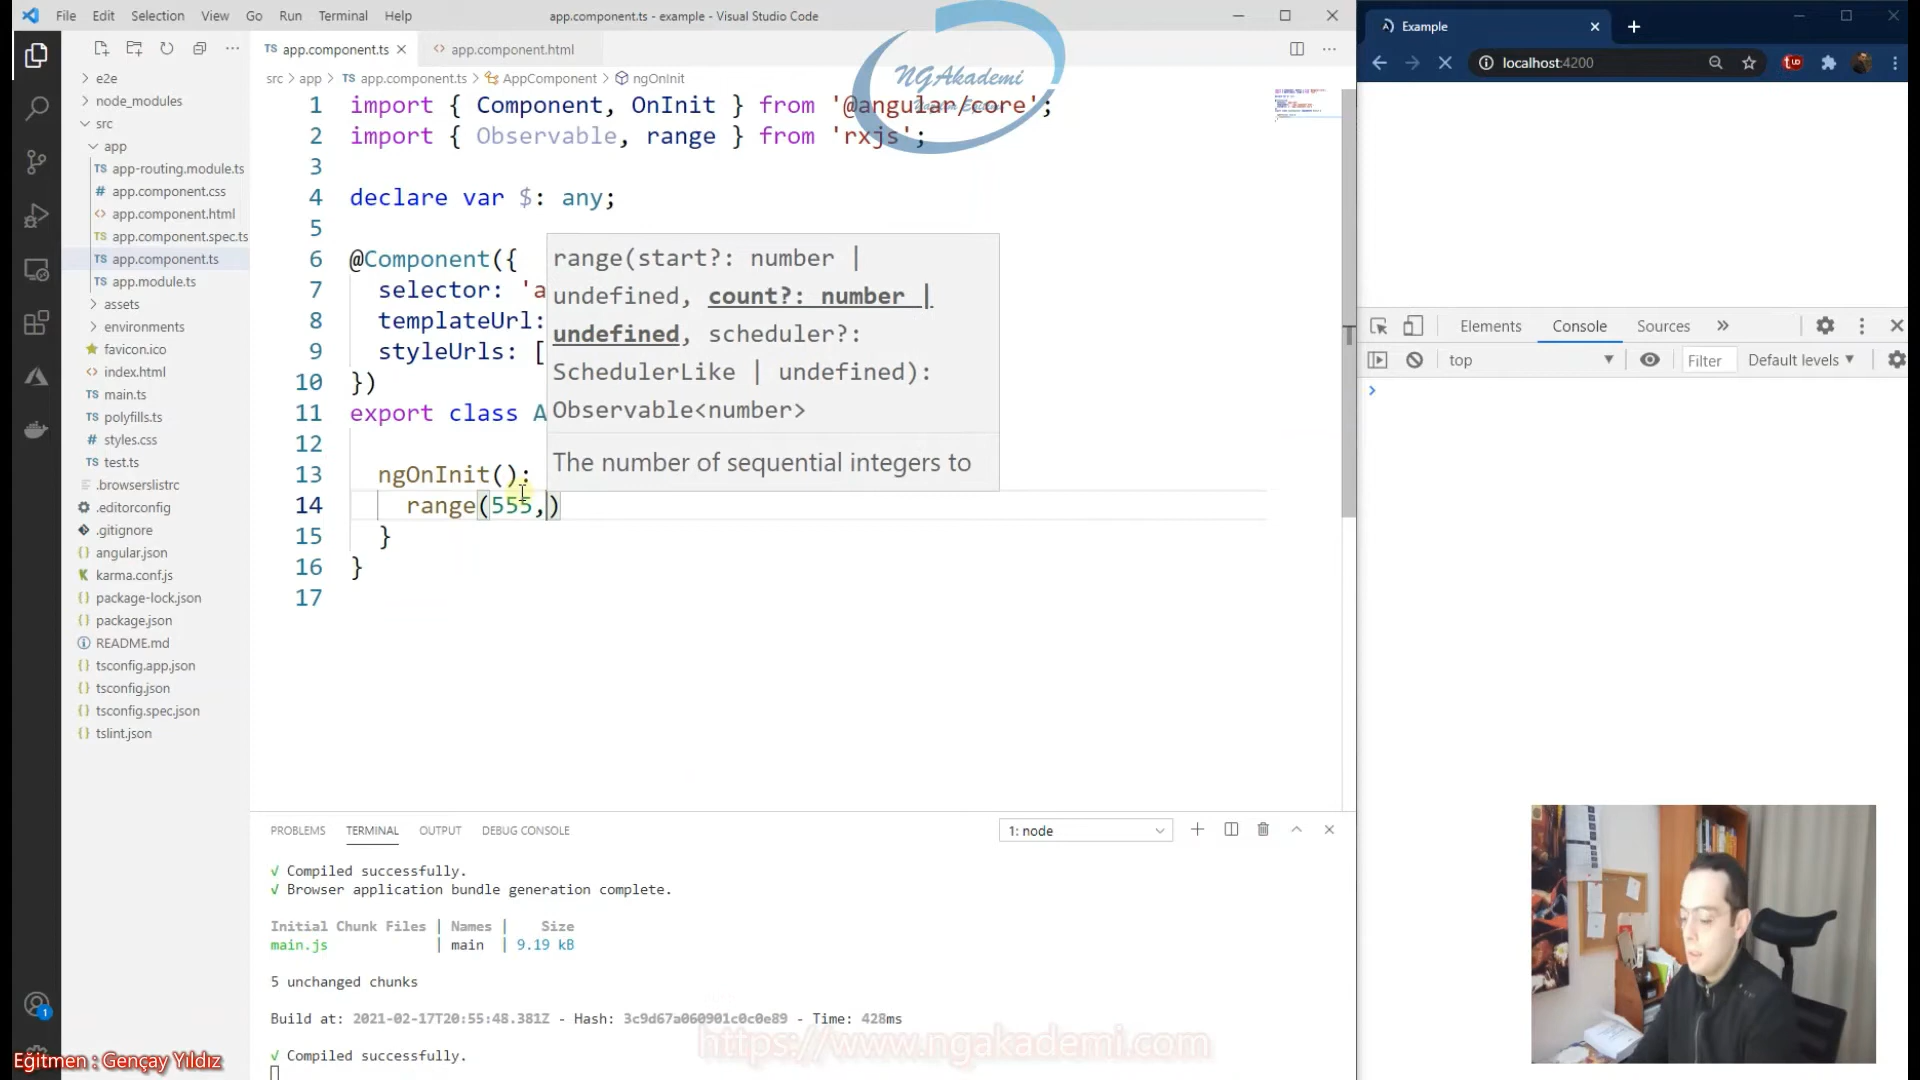 File Edit Selection View Go Run Terminal Help
app.component.ts - example - Visual Studio Code
app.component.ts
app.component.html
src > app > TS app.component.ts > AppComponent > ngOnInit
e2e
node_modules
src
app
TS app-routing.module.ts
# app.component.css
<> app.component.html
TS app.component.spec.ts
TS app.component.ts
TS app.module.ts
assets
environments
favicon.ico
<> index.html
TS main.ts
TS polyfills.ts
# styles.css
TS test.ts
.browserslistrc
.editorconfig
.gitignore
{} angular.json
karma.conf.js
{} package-lock.json
{} package.json
README.md
{} tsconfig.app.json
{} tsconfig.json
{} tsconfig.spec.json
{} tslint.json
1 import { Component, OnInit } from '@angular/core';
2 import { Observable, range } from 'rxjs';
3
4 declare var $: any;
5
6 @Component({
7 selector: 'a
8 templateUrl:
9 styleUrls: [
10 })
11 export class A
12
13 ngOnInit():
14 range(555,)
15 }
16 }
17
range(start?: number |
undefined, count?: number |
undefined, scheduler?:
SchedulerLike | undefined):
Observable<number>
The number of sequential integers to
NGAkademi
PROBLEMS TERMINAL OUTPUT DEBUG CONSOLE
1: node
√ Compiled successfully.
√ Browser application bundle generation complete.
Initial Chunk Files | Names | Size
main.js | main | 9.19 kB
5 unchanged chunks
Build at: 2021-02-17T20:55:48.381Z - Hash: 3c9d67a060901c0c0e89 - Time: 428ms
√ Compiled successfully.
https://www.ngakademi.com
Eğitmen : Gençay Yıldız
1
Example
localhost:4200
Elements Console Sources
top
Filter
Default levels